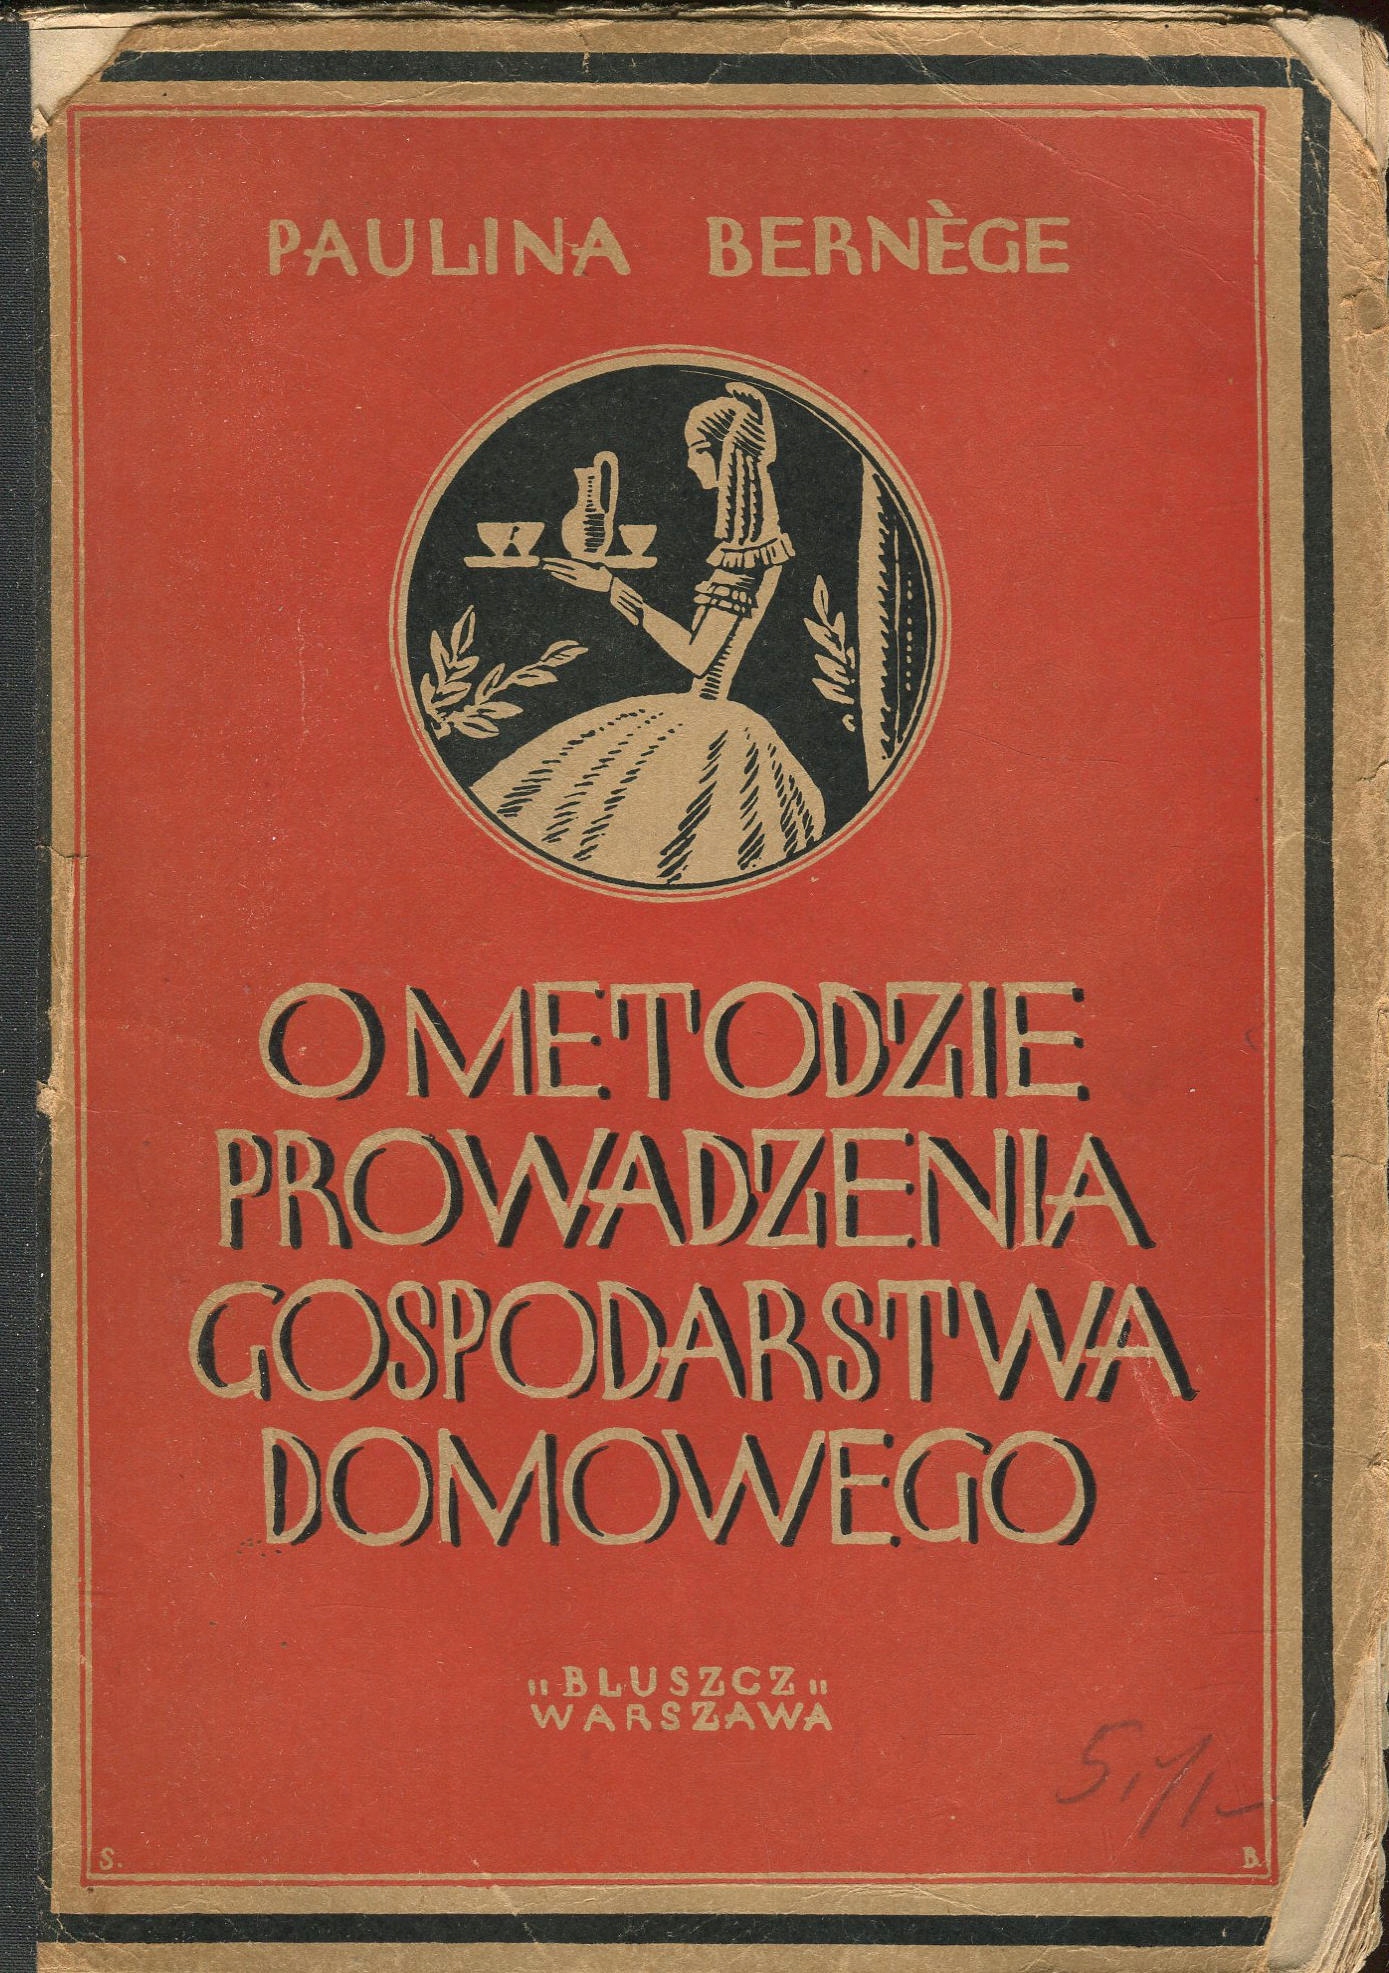 PAULINA BERNÈGE
O METODZIE
PROWADZENIA
GOSPODARSTWA
DOMOWEGO
"BLUSZCZ"
WARSZAWA
S.
B.